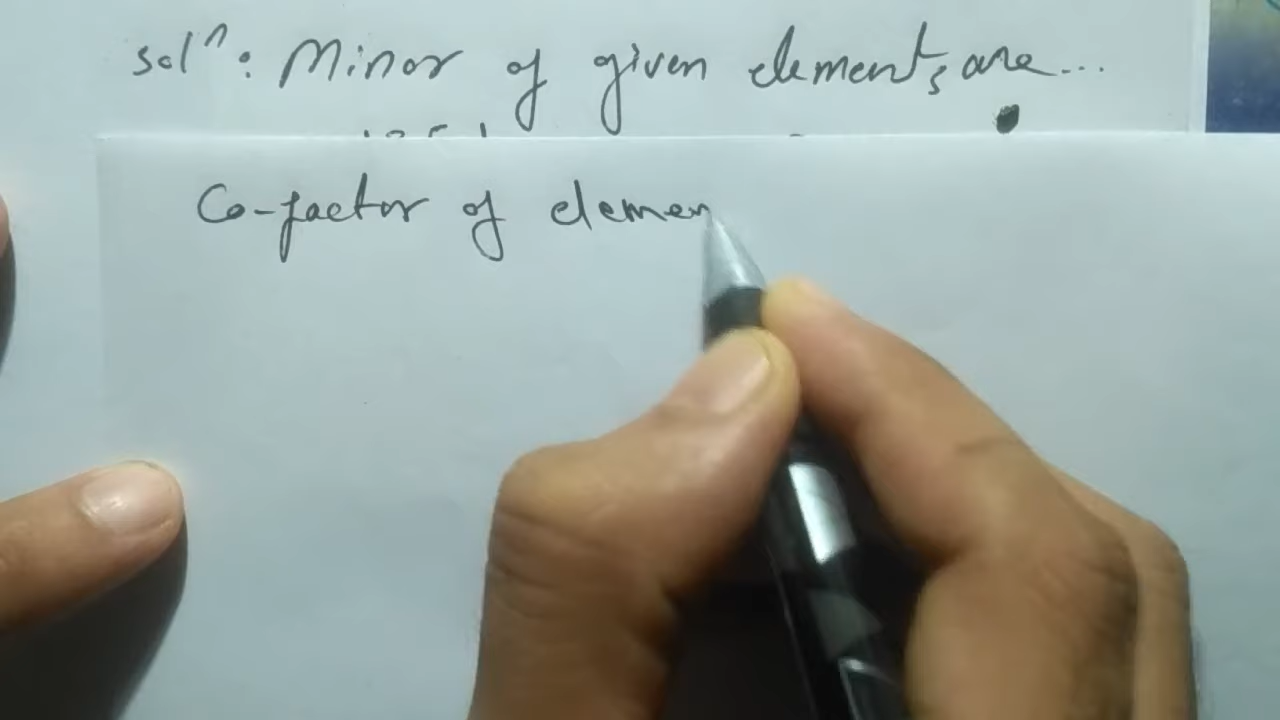 solⁿ: Minor of given elements are...
Co-factor of elemen